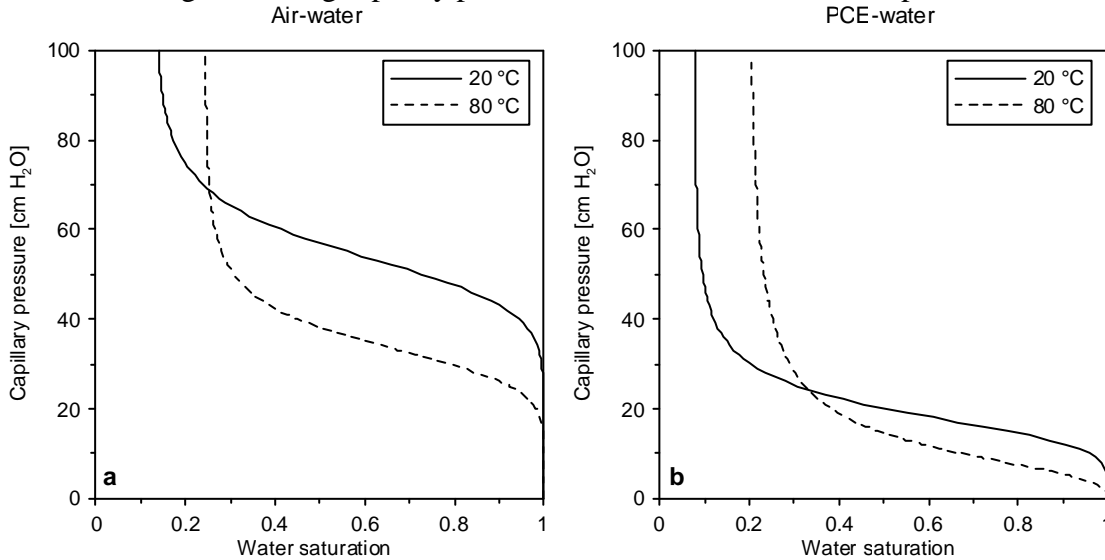 Air-water
PCE-water
100
80
60
40
20
0
Capillary pressure [cm H₂O]
20 °C
80 °C
a
0
0.2
0.4
0.6
0.8
1
Water saturation
100
80
60
40
20
0
Capillary pressure [cm H₂O]
20 °C
80 °C
b
0
0.2
0.4
0.6
0.8
1
Water saturation